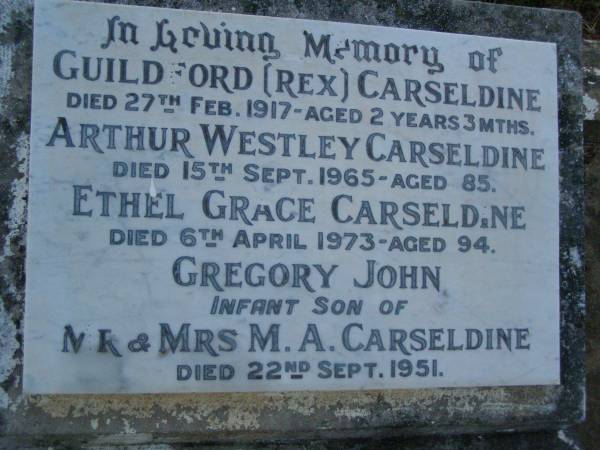 In Loving Memory of
GUILDFORD (REX) CARSELDINE
DIED 27TH FEB. 1917-AGED 2 YEARS 3 MTHS.
ARTHUR WESTLEY CARSELDINE
DIED 15TH SEPT. 1965-AGED 85.
ETHEL GRACE CARSELDINE
DIED 6TH APRIL 1973-AGED 94.
GREGORY JOHN
INFANT SON OF
MR & MRS M. A. CARSELDINE
DIED 22ND SEPT. 1951.